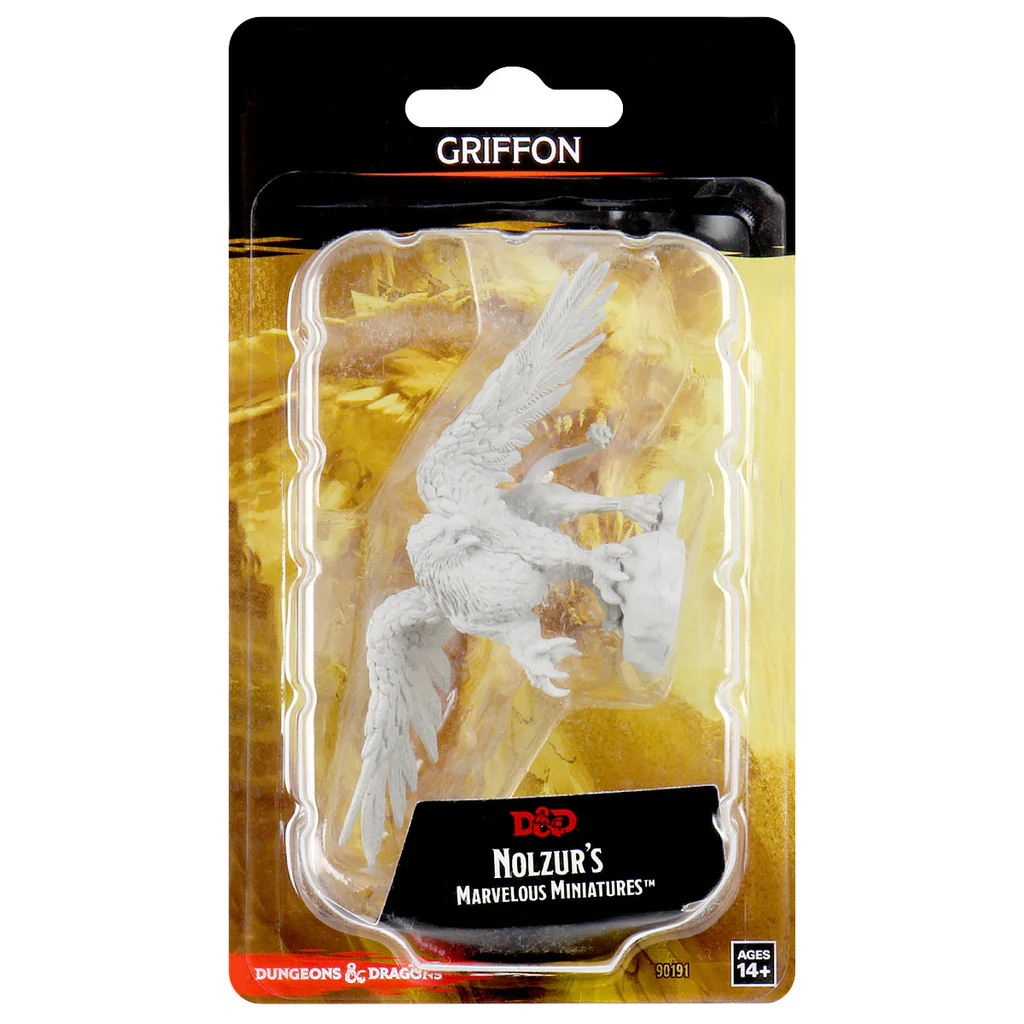 GRIFFON
D&D
NOLZUR'S
MARVELOUS MINIATURES™
DUNGEONS & DRAGONS
90191
AGES
14+